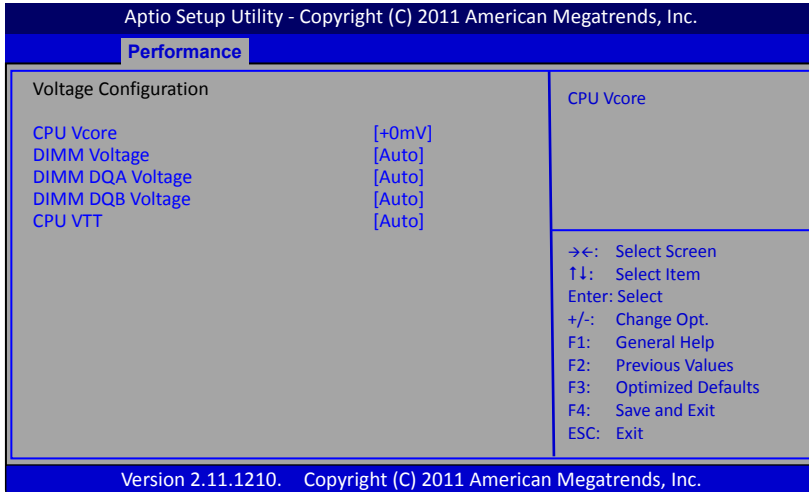 Aptio Setup Utility - Copyright (C) 2011 American Megatrends, Inc.
Performance
Voltage Configuration
CPU Vcore [+0mV]
DIMM Voltage [Auto]
DIMM DQA Voltage [Auto]
DIMM DQB Voltage [Auto]
CPU VTT [Auto]
CPU Vcore
→←: Select Screen
↑↓: Select Item
Enter: Select
+/-: Change Opt.
F1: General Help
F2: Previous Values
F3: Optimized Defaults
F4: Save and Exit
ESC: Exit
Version 2.11.1210. Copyright (C) 2011 American Megatrends, Inc.